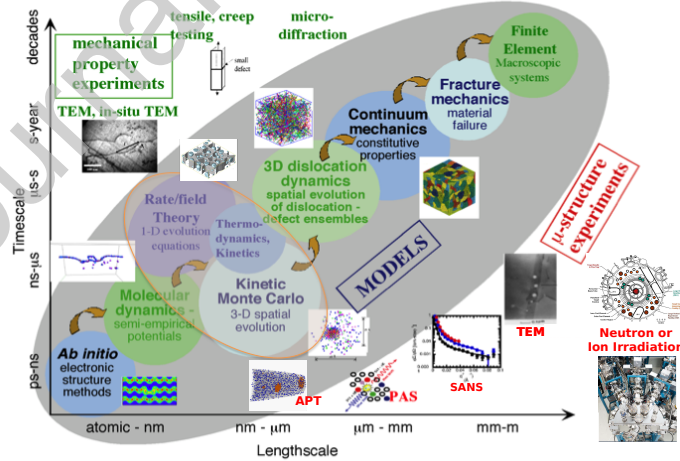 tensile, creep
testing
micro-
diffraction
mechanical
property
experiments
small
defect
TEM, in-situ TEM
decades
s-year
μs-s
ns-μs
ps-ns
Timescale
Finite
Element
Macroscopic
systems
Fracture
mechanics
material
failure
Continuum
mechanics
constitutive
properties
3D dislocation
dynamics
spatial evolution
of dislocation -
defect ensembles
Rate/field
Theory
1-D evolution
equations
Thermo-
dynamics,
Kinetics
Kinetic
Monte Carlo
3-D spatial
evolution
Molecular
dynamics -
semi-empirical
potentials
Ab initio
electronic
structure
methods
MODELS
μ-structure
experiments
TEM
Neutron or
Ion Irradiation
SANS
PAS
APT
atomic - nm
nm - μm
μm - mm
mm-m
Lengthscale
Journal